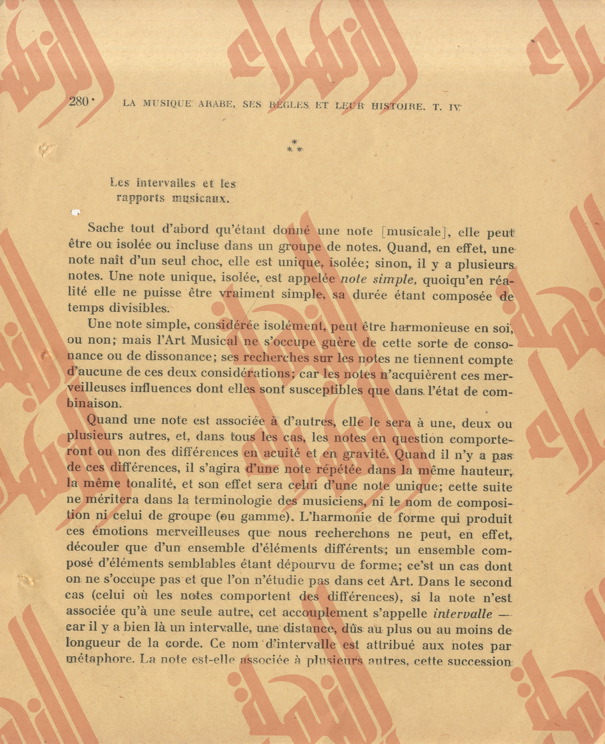 280
LA MUSIQUE ARABE, SES RÈGLES ET LEUR HISTOIRE. T. IV.
*
* *
Les intervalles et les
rapports musicaux.
Sache tout d'abord qu'étant donné une note [musicale], elle peut
être ou isolée ou incluse dans un groupe de notes. Quand, en effet, une
note naît d'un seul choc, elle est unique, isolée; sinon, il y a plusieurs
notes. Une note unique, isolée, est appelée note simple, quoiqu'en réa-
lité elle ne puisse être vraiment simple, sa durée étant composée de
temps divisibles.
Une note simple, considérée isolément, peut être harmonieuse en soi,
ou non; mais l'Art Musical ne s'occupe guère de cette sorte de conso-
nance ou de dissonance; ses recherches sur les notes ne tiennent compte
d'aucune de ces deux considérations; car les notes n'acquièrent ces mer-
veilleuses influences dont elles sont susceptibles que dans l'état de com-
binaison.
Quand une note est associée à d'autres, elle le sera à une, deux ou
plusieurs autres, et, dans tous les cas, les notes en question comporte-
ront ou non des différences en acuité et en gravité. Quand il n'y a pas
de ces différences, il s'agira d'une note répétée dans la même hauteur,
la même tonalité, et son effet sera celui d'une note unique; cette suite
ne méritera dans la terminologie des musiciens, ni le nom de composi-
tion ni celui de groupe (ou gamme). L'harmonie de forme qui produit
ces émotions merveilleuses que nous recherchons ne peut, en effet,
découler que d'un ensemble d'éléments différents; un ensemble com-
posé d'éléments semblables étant dépourvu de forme; ce'st un cas dont
on ne s'occupe pas et que l'on n'étudie pas dans cet Art. Dans le second
cas (celui où les notes comportent des différences), si la note n'est
associée qu'à une seule autre, cet accouplement s'appelle intervalle —
car il y a bien là un intervalle, une distance, dûs au plus ou au moins de
longueur de la corde. Ce nom d'intervalle est attribué aux notes par
métaphore. La note est-elle associée à plusieurs autres, cette succession
الزهراء